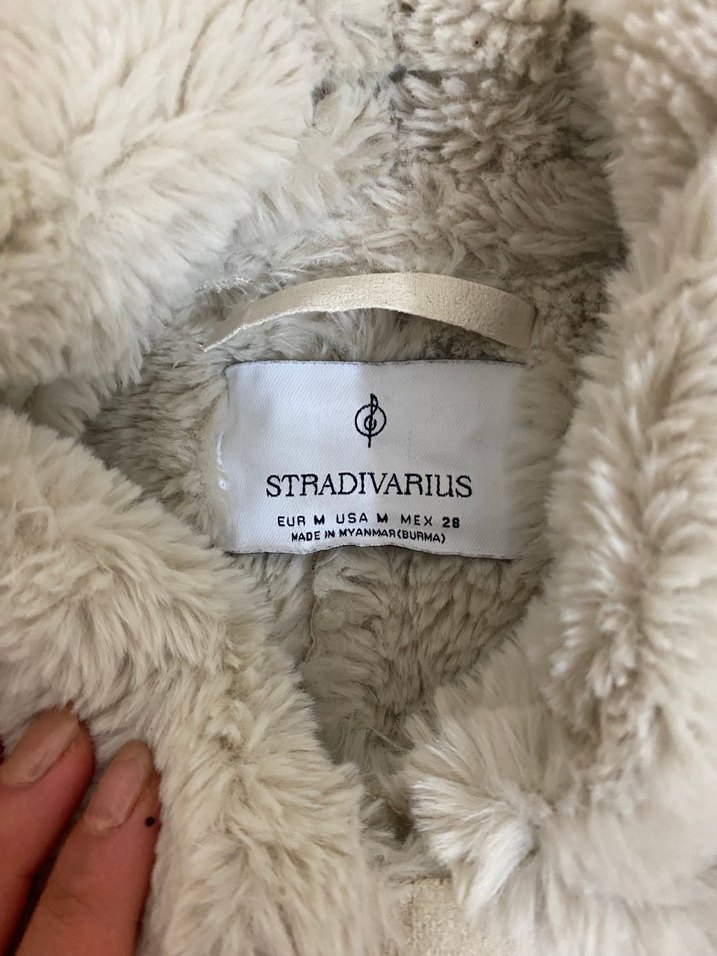 STRADIVARIUS
EUR M USA M MEX 28
MADE IN MYANMAR(BURMA)